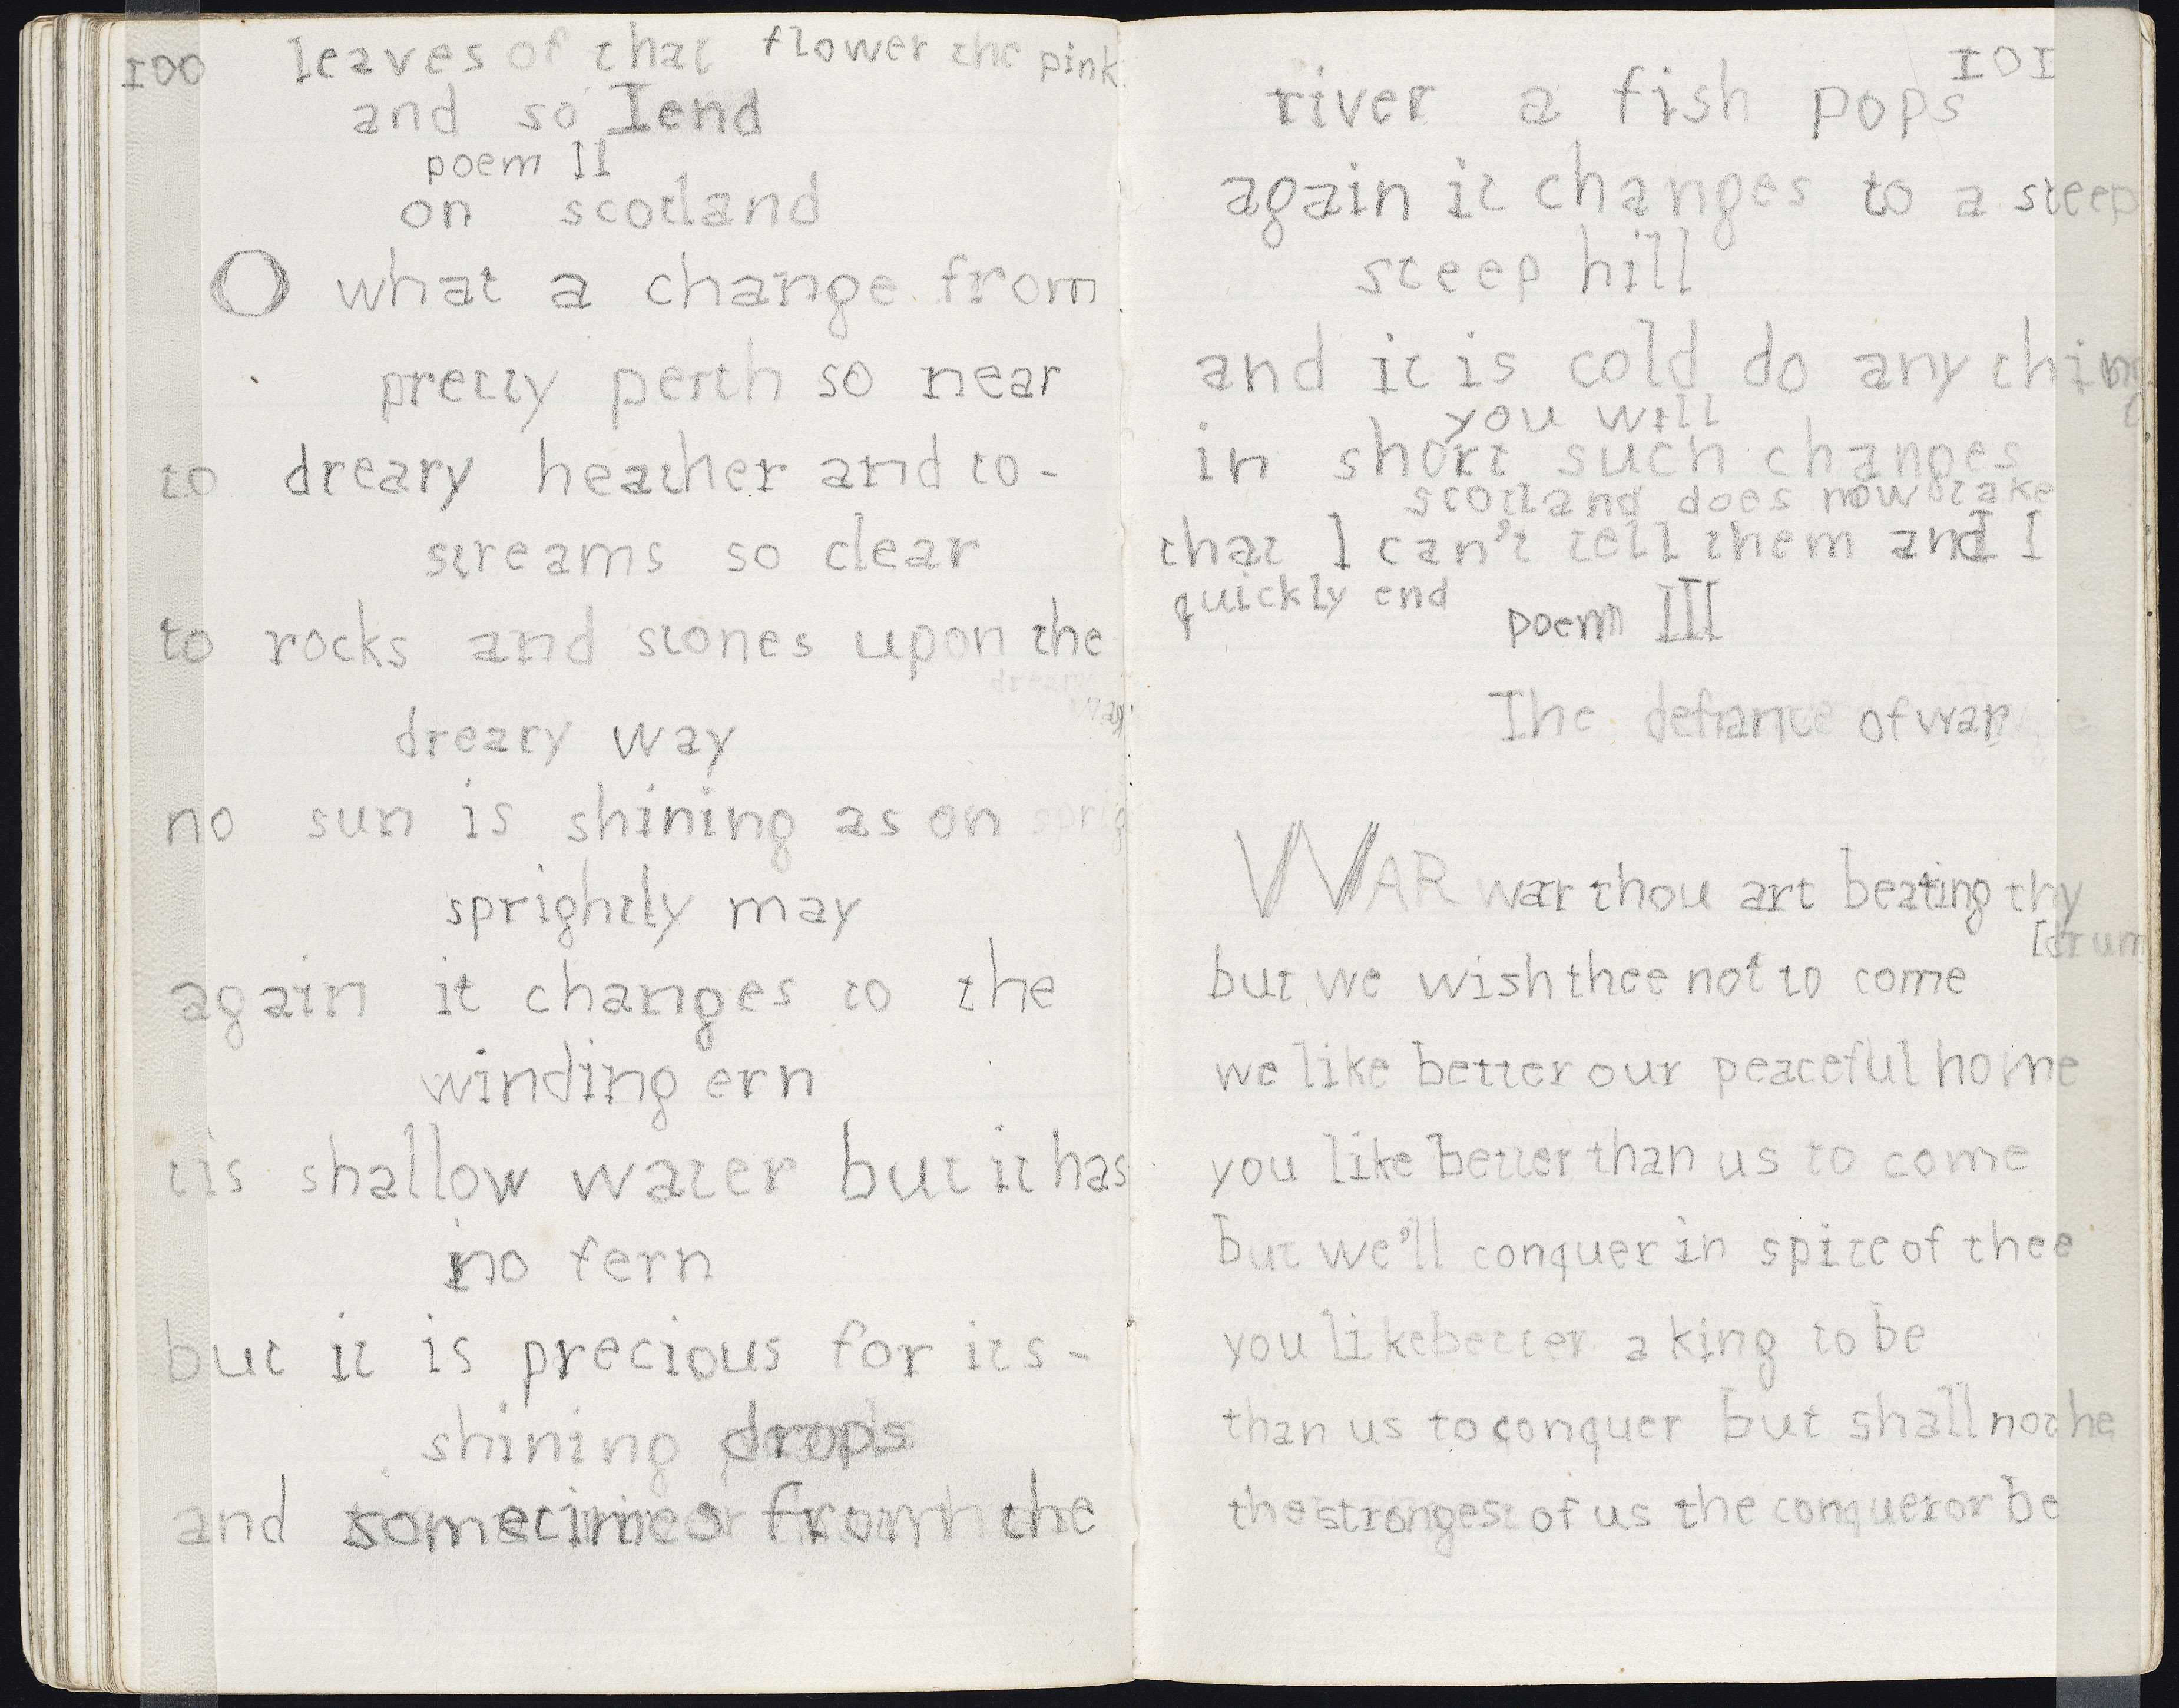 100 leaves of that flower the pink
and so I end
poem II
on scotland
O what a change from
pretty perth so near
to dreary heather and to-
streams so clear
to rocks and stones upon the
dreary way
no sun is shining as on sprig
sprightly may
again it changes to the
winding ern
tis shallow water but it has
no fern
but it is precious for its-
shining drops
and sometimes from the
101
river a fish pops
again it changes to a steep
steep hill
and it is cold do any thing
you will
in short such changes
scotland does now take
that I can't tell them and I
quickly end
poem III
The defiance of war
WAR war thou art beating thy
[drum
but we wish thee not to come
we like better our peaceful home
you like better than us to come
but we'll conquer in spite of thee
you like better a king to be
than us to conquer but shall not he
the strongest of us the conqueror be